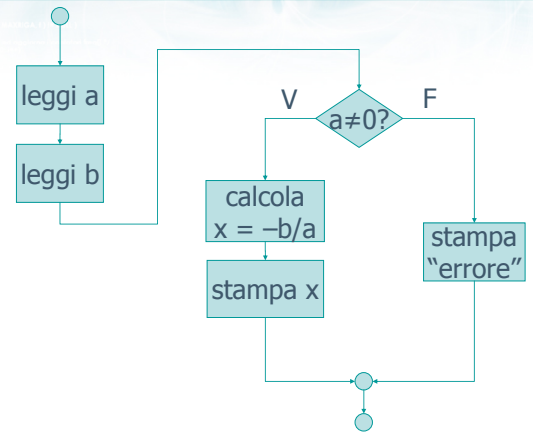 leggi a
leggi b
V
F
a≠0?
calcola
x = –b/a
stampa x
stampa
“errore”